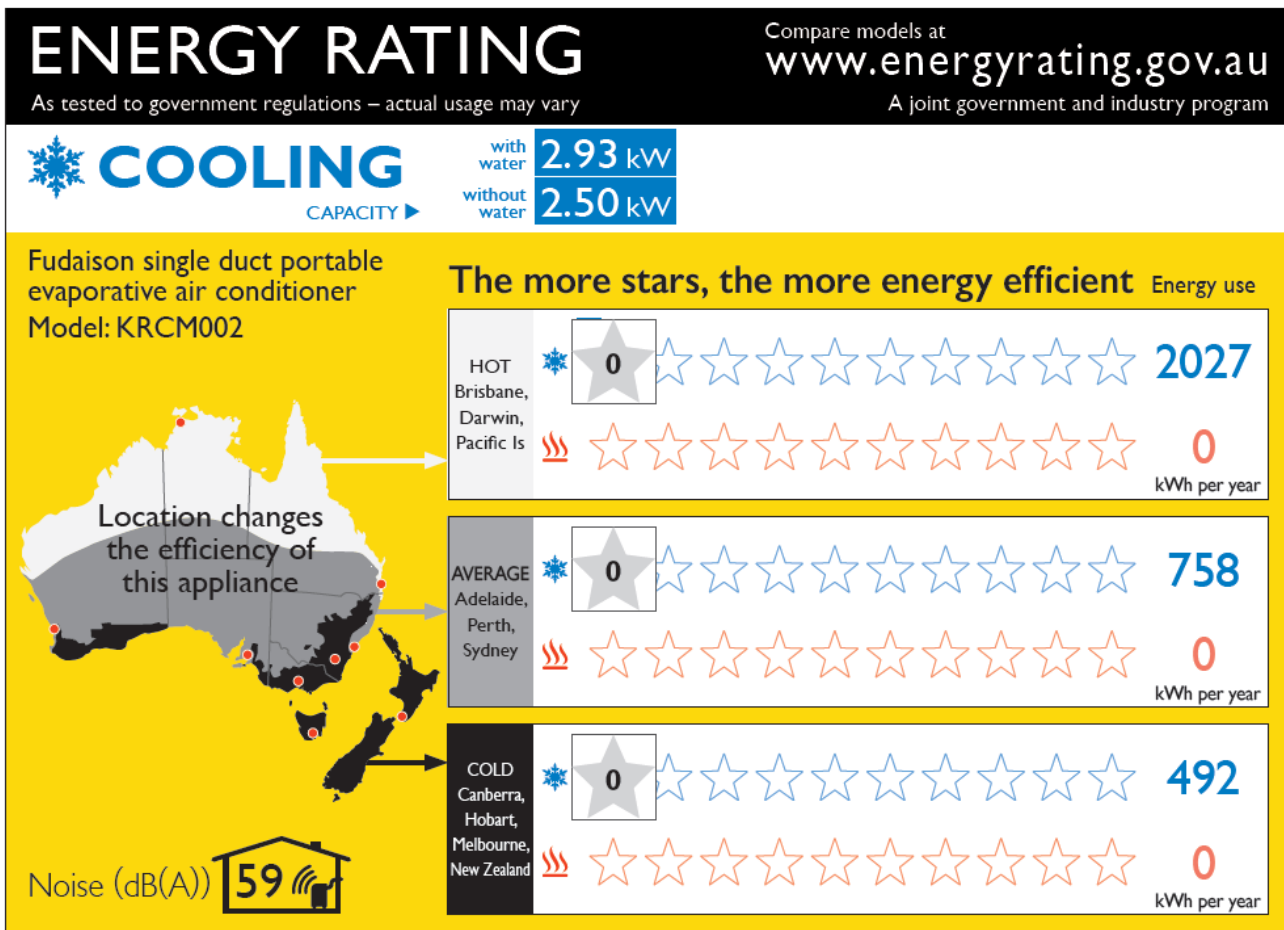 ENERGY RATING
As tested to government regulations – actual usage may vary
Compare models at
www.energyrating.gov.au
A joint government and industry program
COOLING
CAPACITY
with
water
2.93 kW
without
water
2.50 kW
Fudaison single duct portable
evaporative air conditioner
Model: KRCM002
The more stars, the more energy efficient
Energy use
Location changes
the efficiency of
this appliance
HOT
Brisbane,
Darwin,
Pacific Is
0
2027
0
kWh per year
AVERAGE
Adelaide,
Perth,
Sydney
0
758
0
kWh per year
COLD
Canberra,
Hobart,
Melbourne,
New Zealand
0
492
0
kWh per year
Noise (dB(A))
59